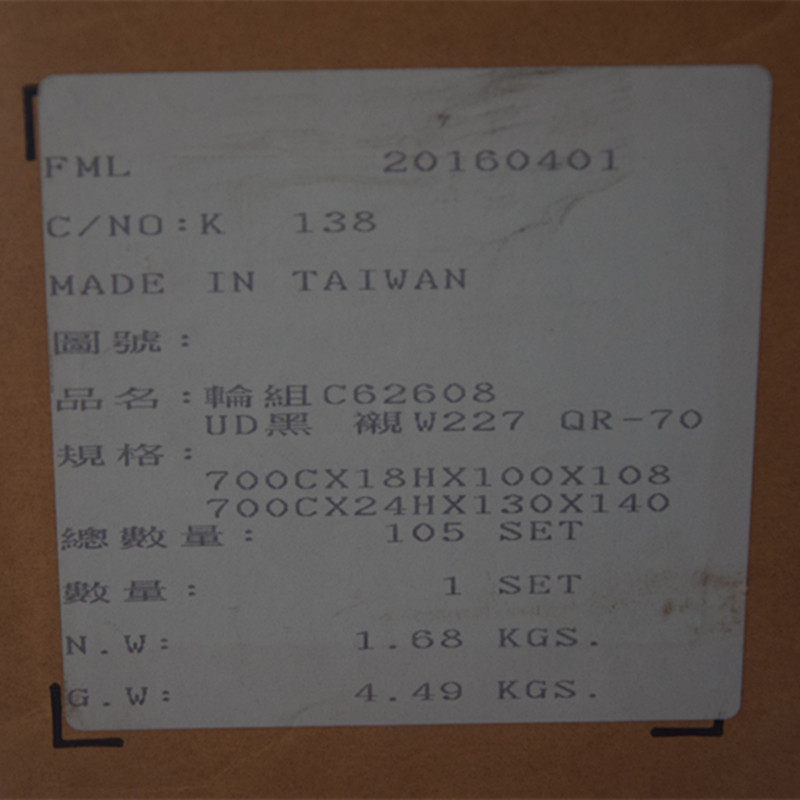 FML 20160401
C/NO:K 138
MADE IN TAIWAN
圖號:
品名:輪組C62608
UD黑 襯W227 QR-70
規格:
700CX18HX100X108
700CX24HX130X140
總數量: 105 SET
數量: 1 SET
N.W: 1.68 KGS.
G.W: 4.49 KGS.